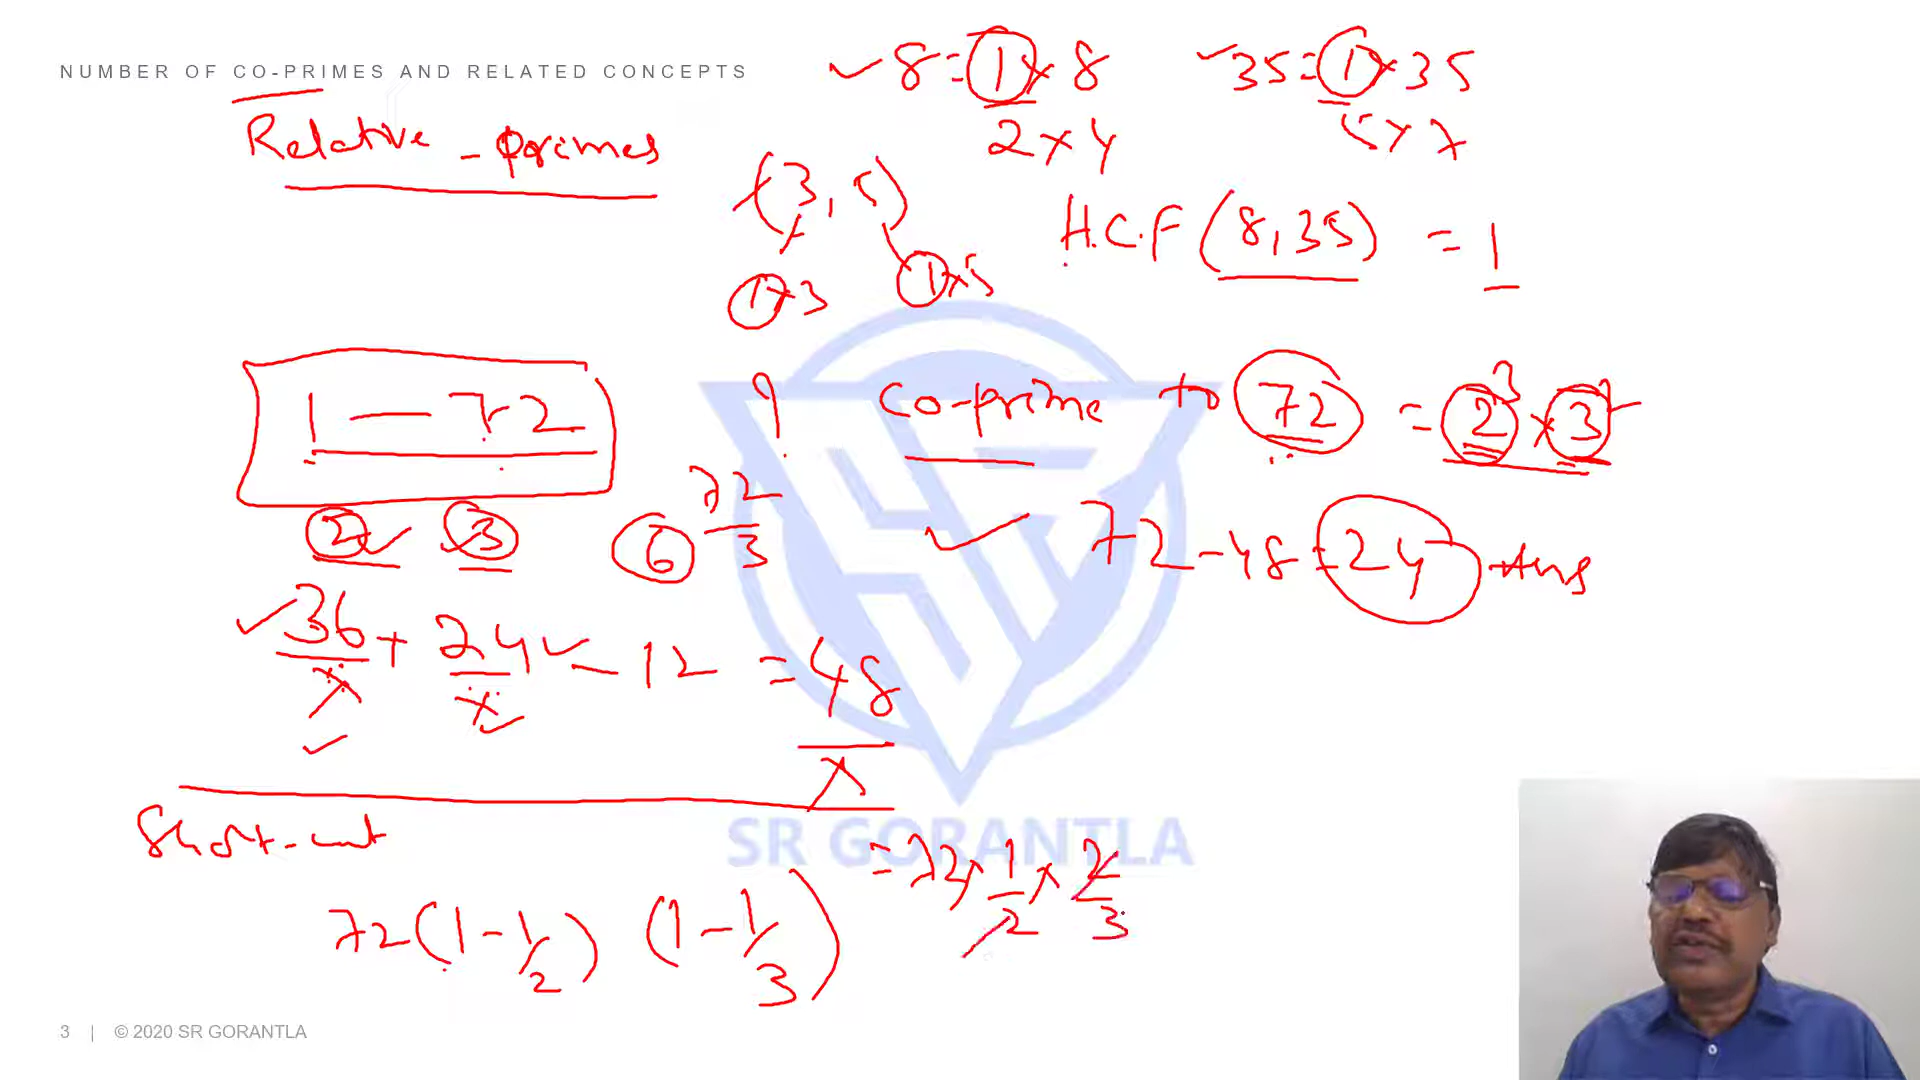 NUMBER OF CO-PRIMES AND RELATED CONCEPTS
Relative - primes
8 = 1 × 8
2 × 4
35 = 1 × 35
5 × 7
(3, 5)
1 × 3
1 × 5
H.C.F (8, 35) = 1
1 — 72
? co-prime to 72 = 2³ × 3²
2 3 6
72/3
72 - 48 = 24 Ans
36 + 24 - 12 = 48
Short-cut
72 (1 - 1/2) (1 - 1/3)
= 72 × 1/2 × 2/3
SR GORANTLA
3 | © 2020 SR GORANTLA